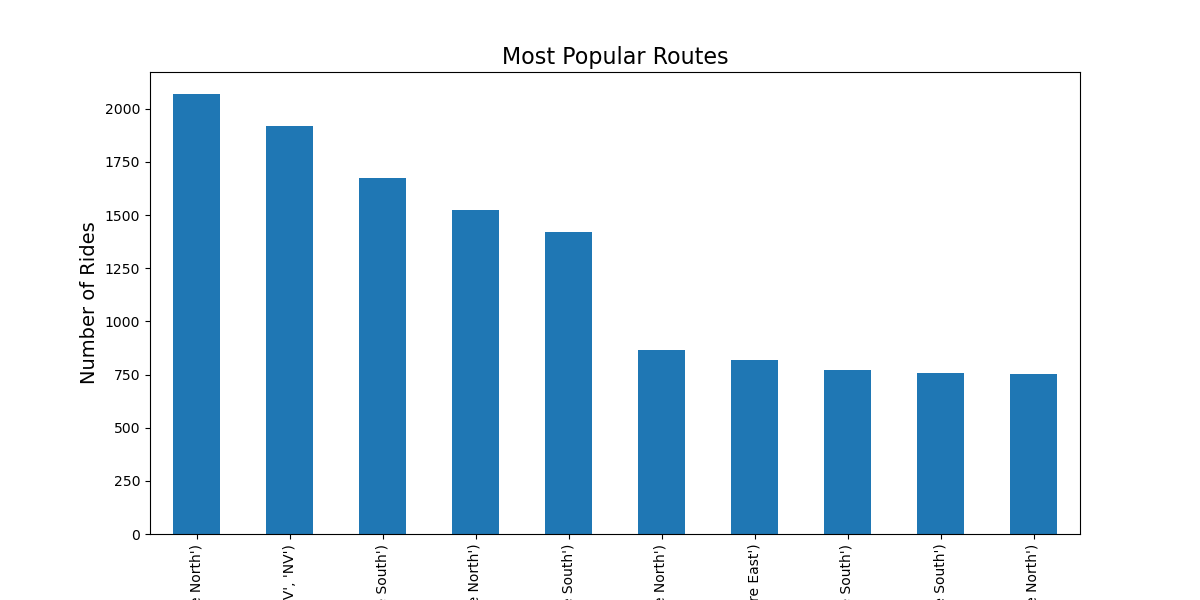 Most Popular Routes
Number of Rides
2000
1750
1500
1250
1000
750
500
250
0
North')
'NV')
South')
North')
South')
North')
East')
South')
South')
North')